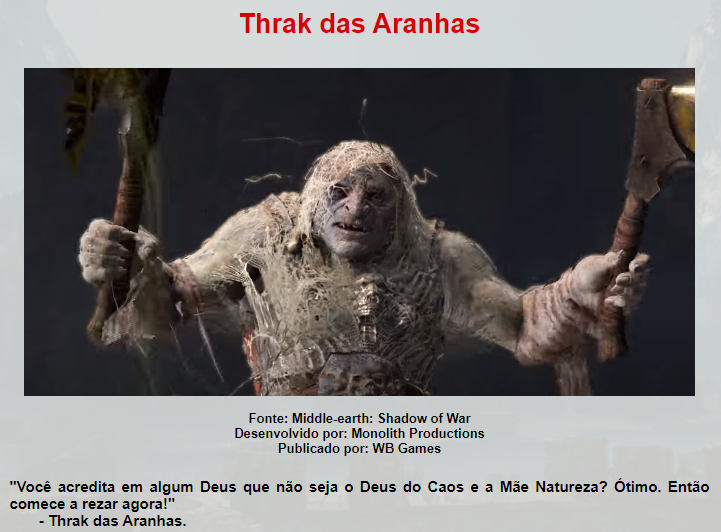 Thrak das Aranhas
Fonte: Middle-earth: Shadow of War
Desenvolvido por: Monolith Productions
Publicado por: WB Games
"Você acredita em algum Deus que não seja o Deus do Caos e a Mãe Natureza? Ótimo. Então
comece a rezar agora!"
- Thrak das Aranhas.